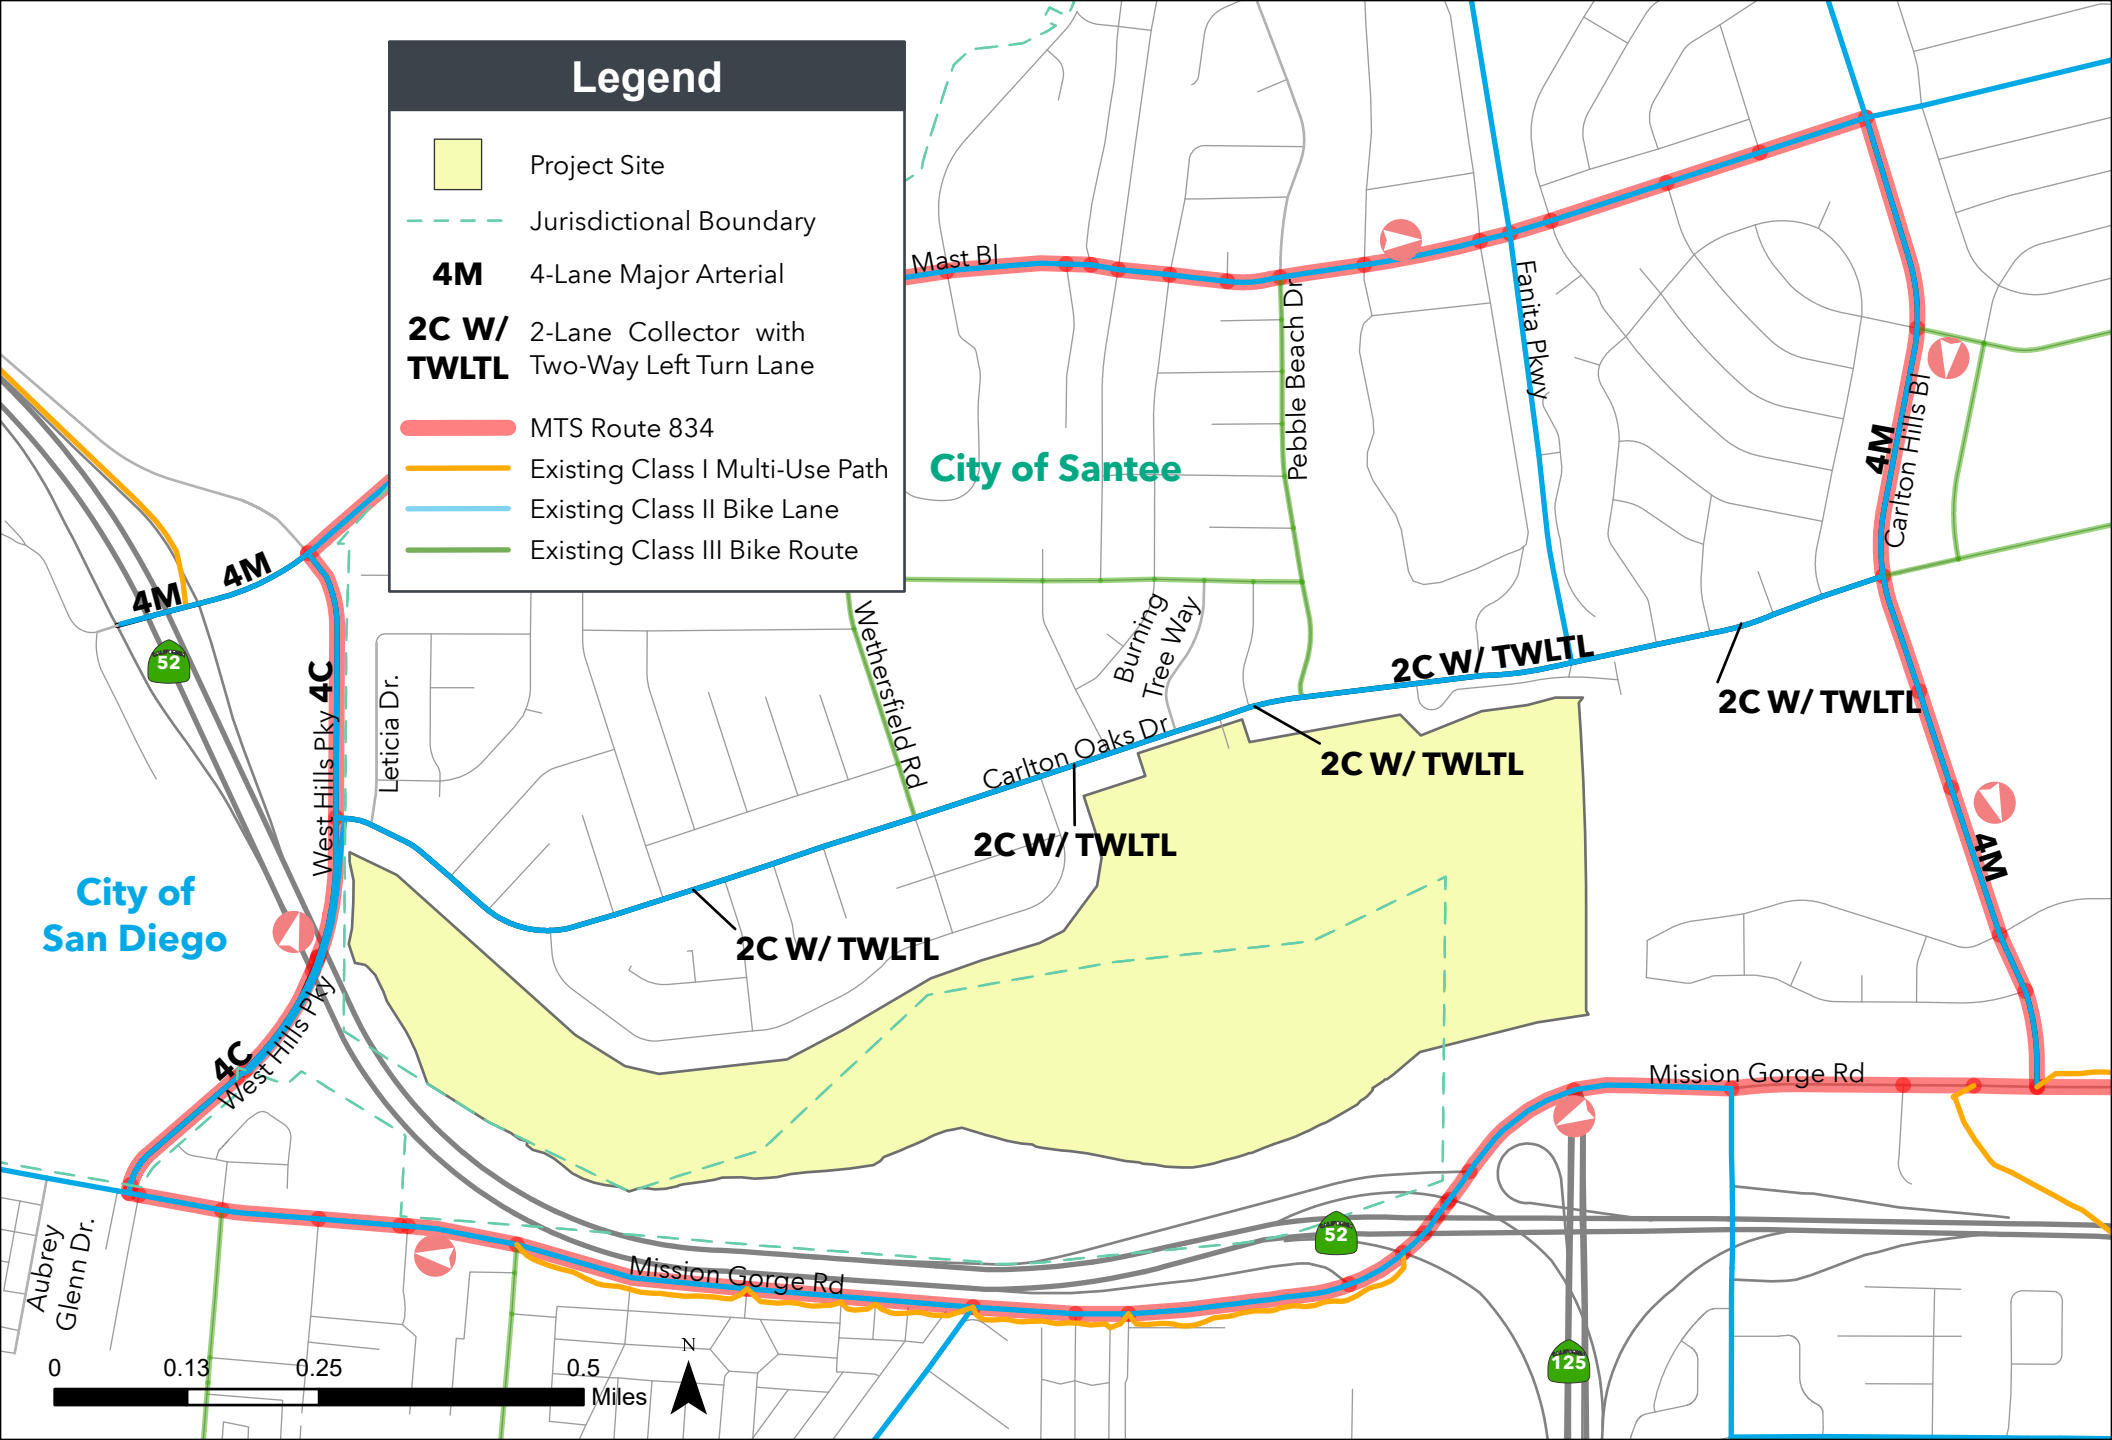 Legend
Project Site
Jurisdictional Boundary
4M
4-Lane Major Arterial
2C W/
TWLTL
2-Lane Collector with
Two-Way Left Turn Lane
MTS Route 834
Existing Class I Multi-Use Path
Existing Class II Bike Lane
Existing Class III Bike Route
Mast Bl
Pebble Beach Dr
Fanita Pkwy
4M
Carlton Hills Bl
City of Santee
4M
4M
52
4C
West Hills Pky
Leticia Dr.
Wethersfield Rd
Burning
Tree Way
Carlton Oaks Dr
2C W/ TWLTL
2C W/ TWLTL
2C W/ TWLTL
2C W/ TWLTL
2C W/ TWLTL
4M
City of
San Diego
4C
West Hills Pky
Mission Gorge Rd
52
Mission Gorge Rd
Aubrey
Glenn Dr.
125
N
0
0.13
0.25
0.5
Miles